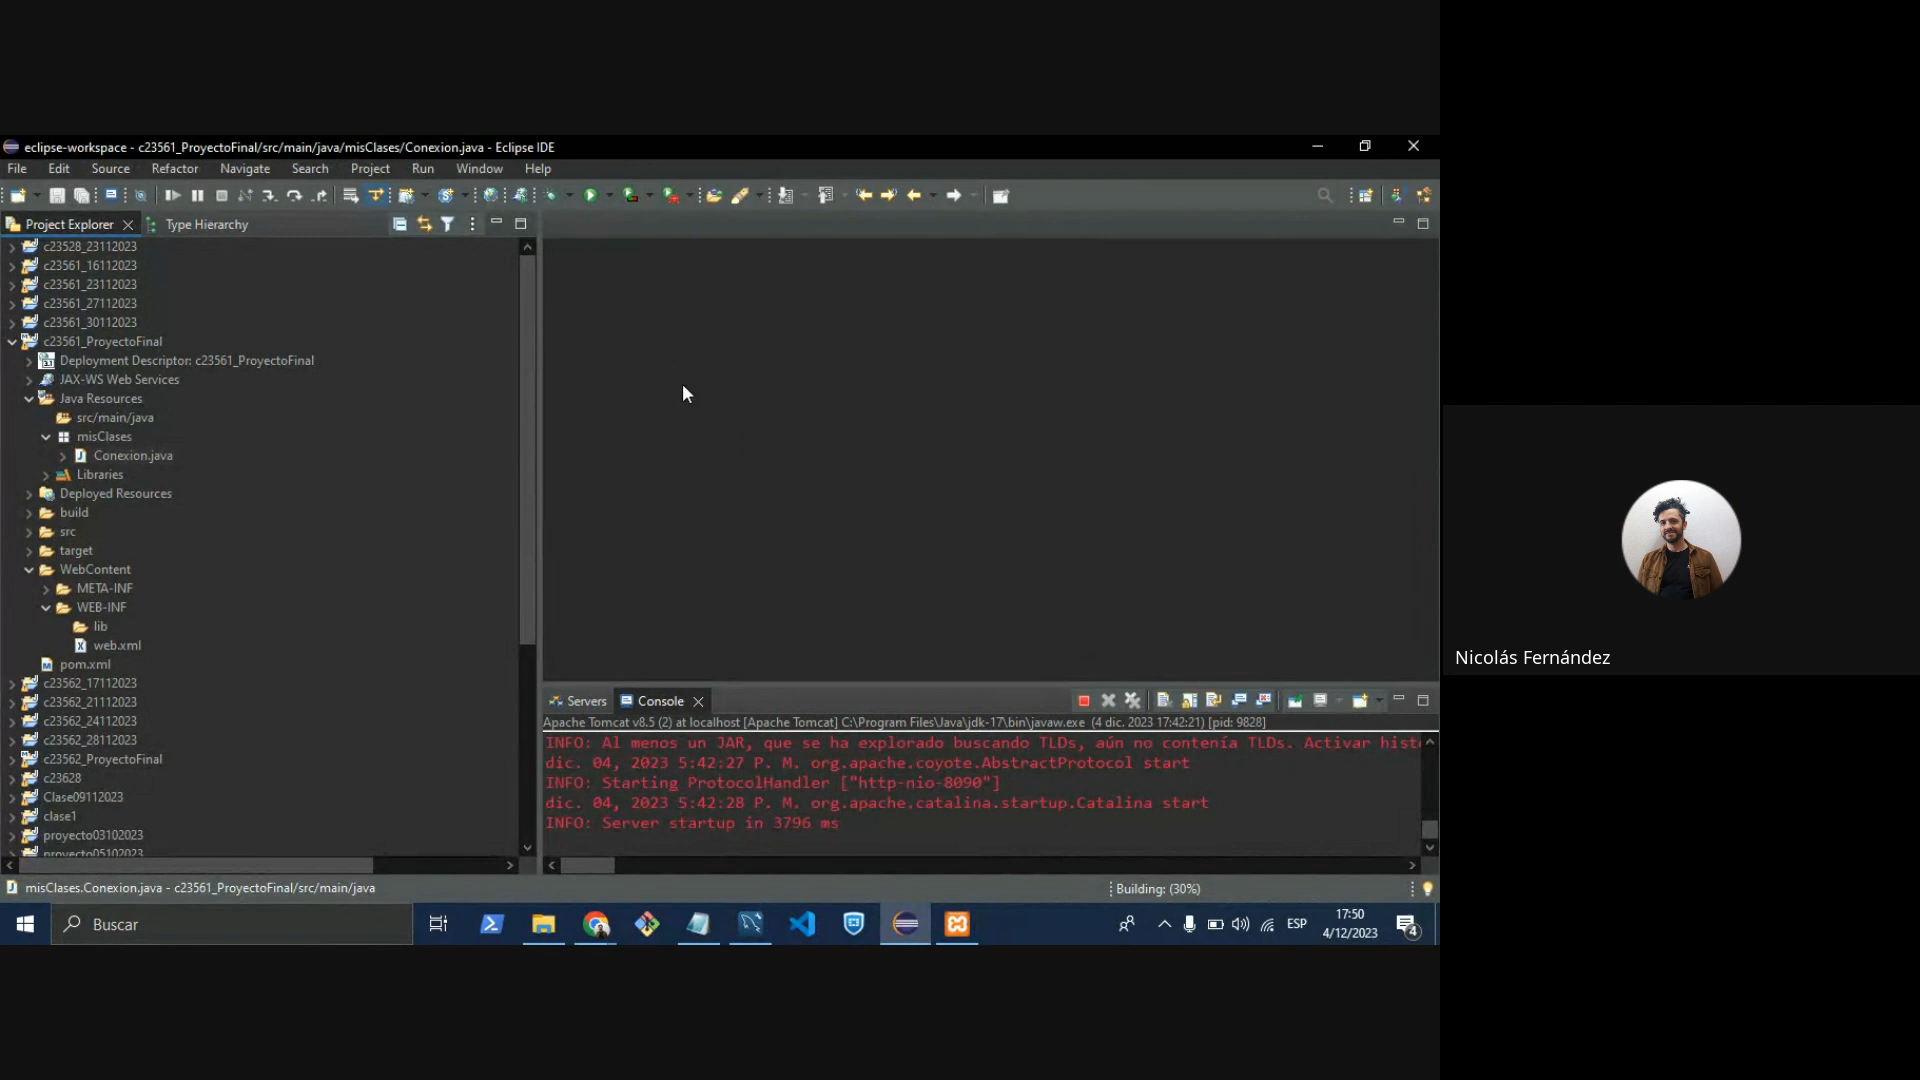 eclipse-workspace - c23561_ProyectoFinal/src/main/java/misClases/Conexion.java - Eclipse IDE
File Edit Source Refactor Navigate Search Project Run Window Help
Project Explorer Type Hierarchy
c23528_23112023
c23561_16112023
c23561_23112023
c23561_27112023
c23561_30112023
c23561_ProyectoFinal
Deployment Descriptor: c23561_ProyectoFinal
JAX-WS Web Services
Java Resources
src/main/java
misClases
Conexion.java
Libraries
Deployed Resources
build
src
target
WebContent
META-INF
WEB-INF
lib
web.xml
pom.xml
c23562_17112023
c23562_21112023
c23562_24112023
c23562_28112023
c23562_ProyectoFinal
c23628
Clase09112023
clase1
proyecto03102023
proyecto05102023
Servers Console
Apache Tomcat v8.5 (2) at localhost [Apache Tomcat] C:\Program Files\Java\jdk-17\bin\javaw.exe (4 dic. 2023 17:42:21) [pid: 9828]
INFO: Al menos un JAR, que se ha explorado buscando TLDs, aún no contenía TLDs. Activar hist
dic. 04, 2023 5:42:27 P. M. org.apache.coyote.AbstractProtocol start
INFO: Starting ProtocolHandler ["http-nio-8090"]
dic. 04, 2023 5:42:28 P. M. org.apache.catalina.startup.Catalina start
INFO: Server startup in 3796 ms
misClases.Conexion.java - c23561_ProyectoFinal/src/main/java
Building: (30%)
Buscar
ESP
17:50
4/12/2023
4
Nicolás Fernández